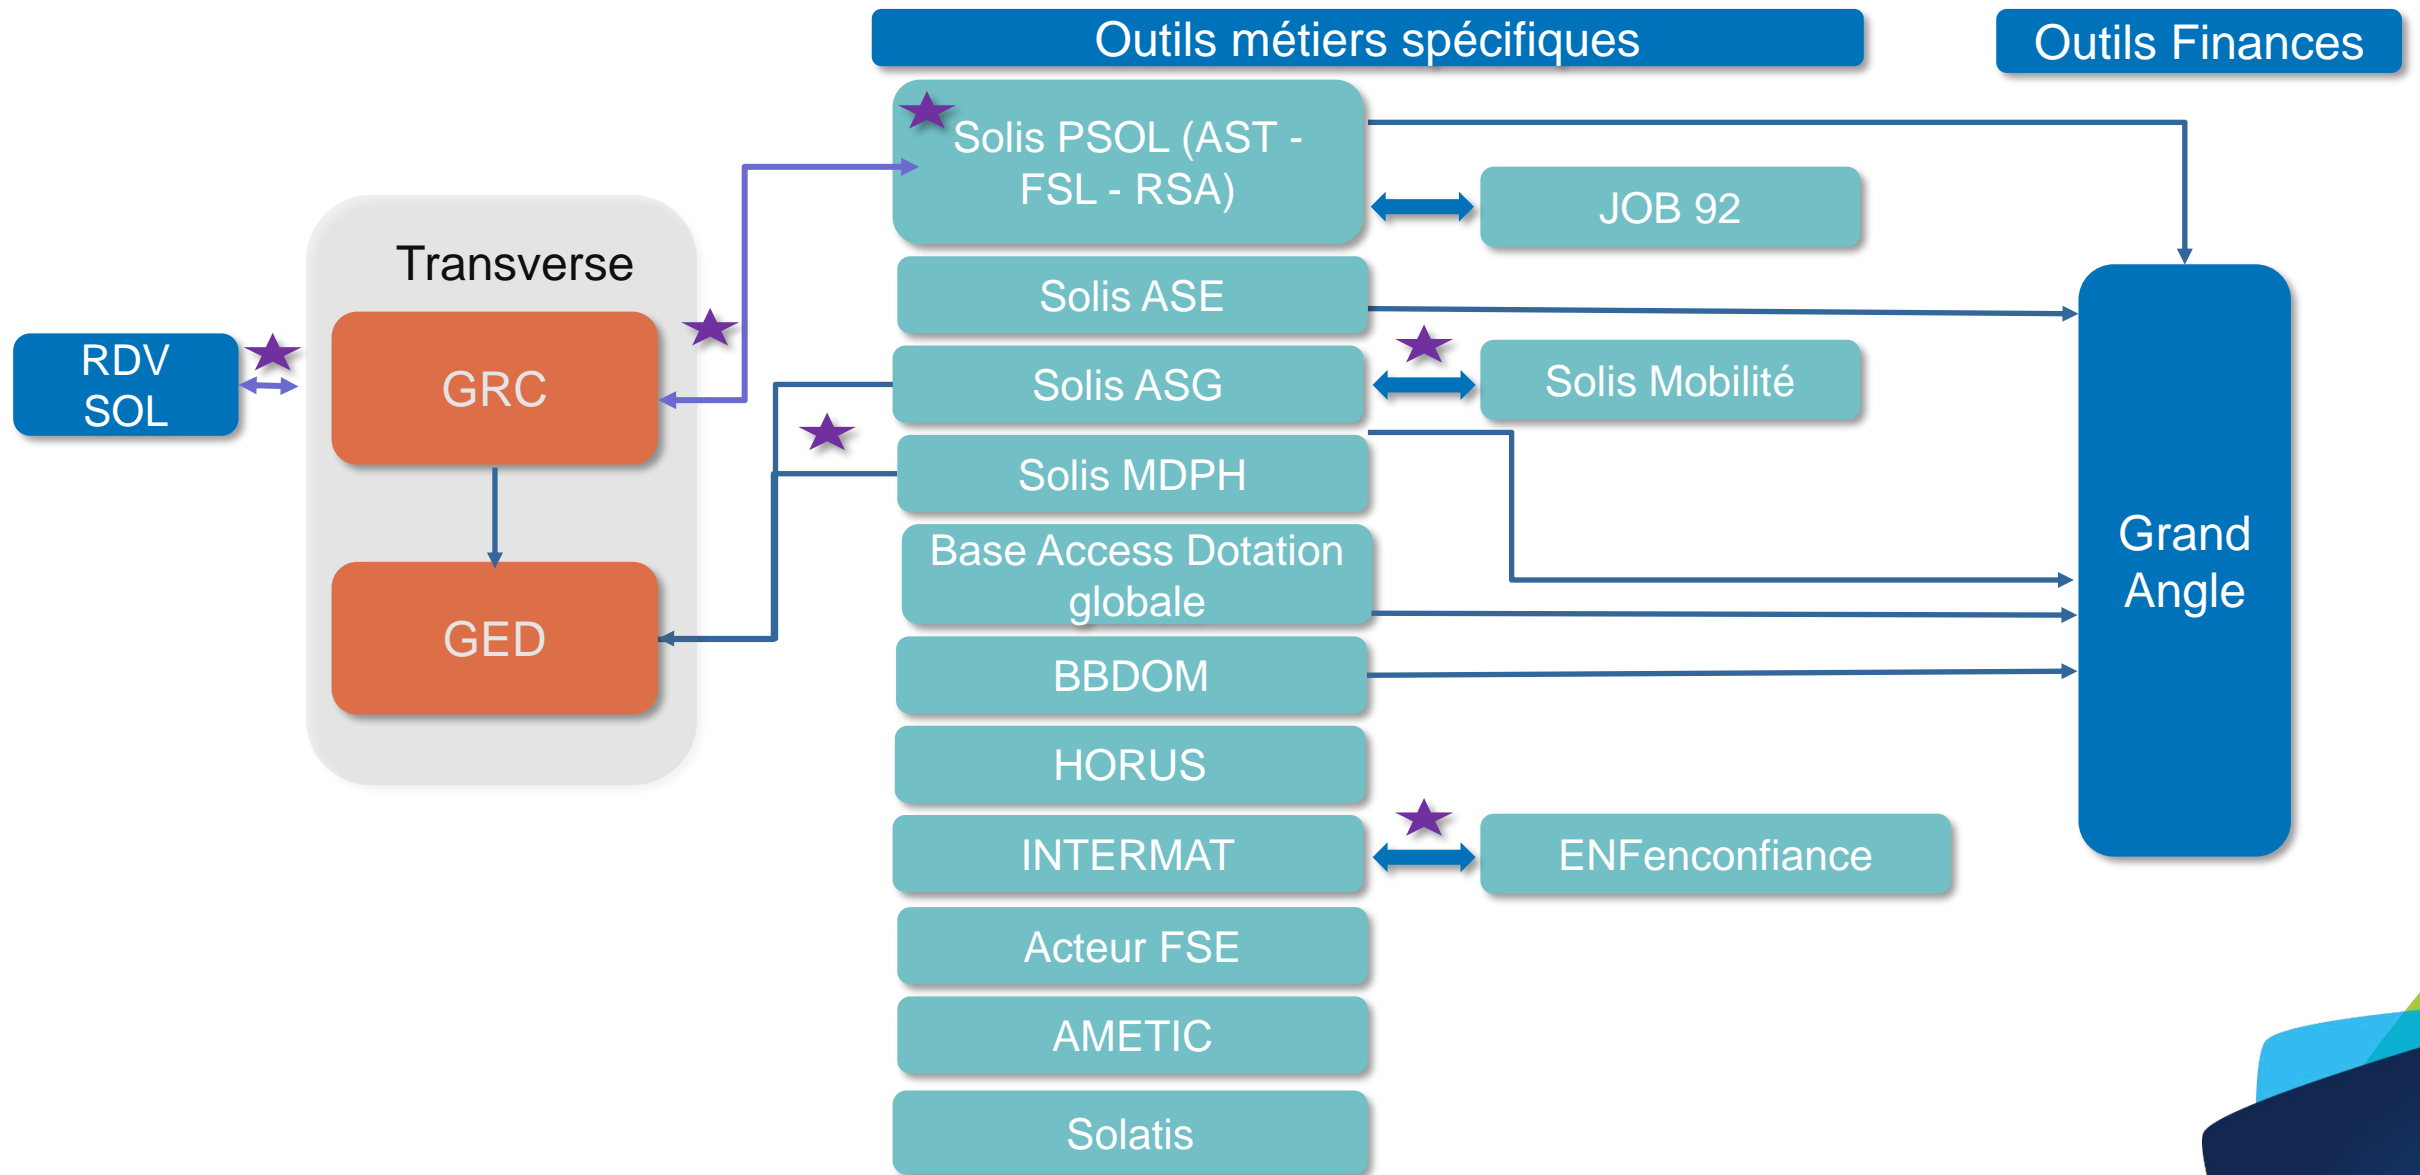 Outils métiers spécifiques
Outils Finances
Solis PSOL (AST -
FSL - RSA)
JOB 92
Transverse
Solis ASE
RDV
SOL
GRC
Solis ASG
Solis Mobilité
Solis MDPH
Base Access Dotation
globale
Grand
Angle
GED
BBDOM
HORUS
INTERMAT
ENFenconfiance
Acteur FSE
AMETIC
Solatis